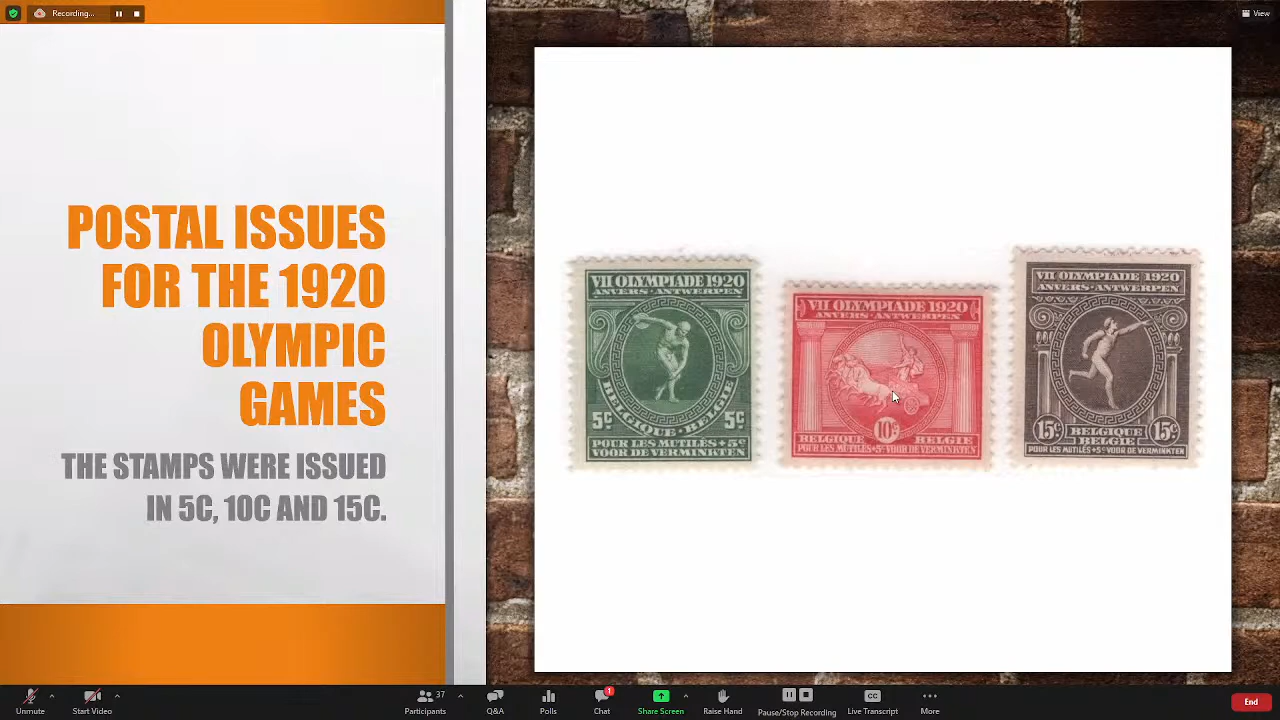 Recording...
View
POSTAL ISSUES
FOR THE 1920
OLYMPIC
GAMES
THE STAMPS WERE ISSUED
IN 5C, 10C AND 15C.
VII OLYMPIADE 1920
ANVERS·ANTWERPEN
BELGIQUE·BELGIE
5C 5C
POUR LES MUTILÉS+5C
VOOR DE VERMINKTEN
VII OLYMPIADE 1920
ANVERS·ANTWERPEN
10C
BELGIQUE BELGIE
POUR LES MUTILÉS+5C VOOR DE VERMINKTEN
VII OLYMPIADE 1920
ANVERS·ANTWERPEN
15C 15C
BELGIQUE
BELGIE
POUR LES MUTILÉS+5C VOOR DE VERMINKTEN
Unmute
Start Video
37
Participants
Q&A
Polls
1
Chat
Share Screen
Raise Hand
Pause/Stop Recording
CC
Live Transcript
More
End